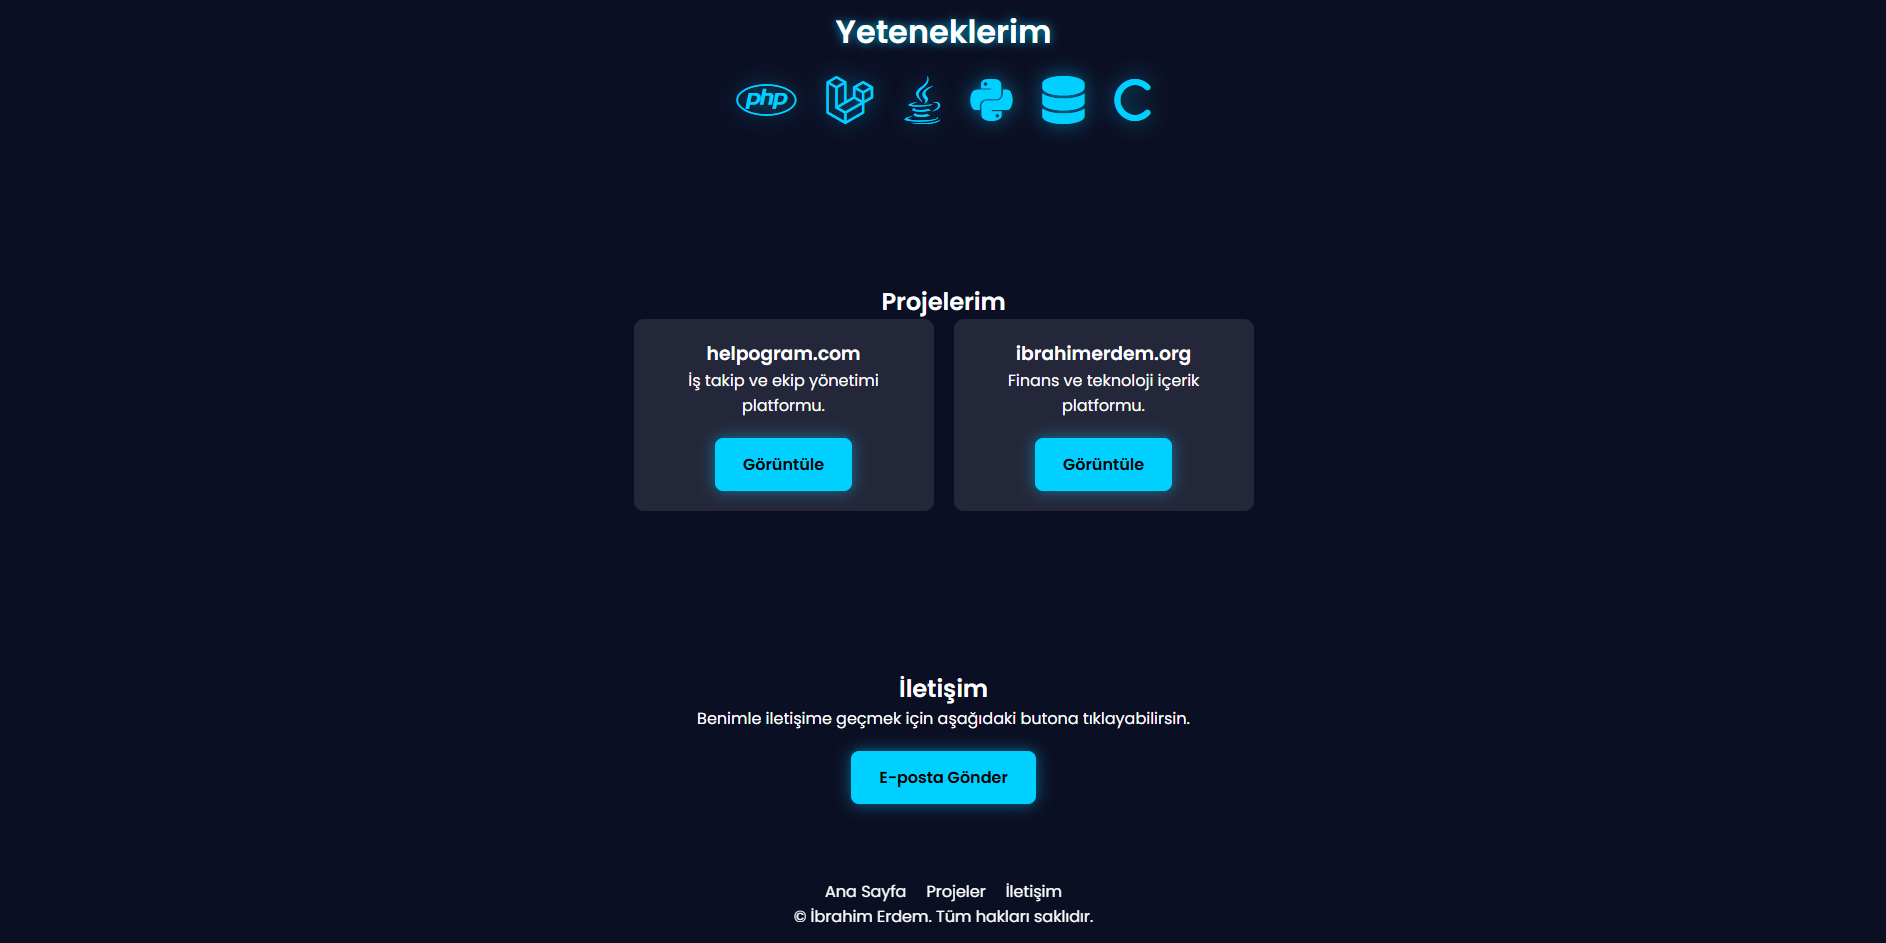 Yeteneklerim
php
C
Projelerim
helpogram.com
İş takip ve ekip yönetimi
platformu.
Görüntüle
ibrahimerdem.org
Finans ve teknoloji içerik
platformu.
Görüntüle
İletişim
Benimle iletişime geçmek için aşağıdaki butona tıklayabilirsin.
E-posta Gönder
Ana Sayfa Projeler İletişim
© İbrahim Erdem. Tüm hakları saklıdır.